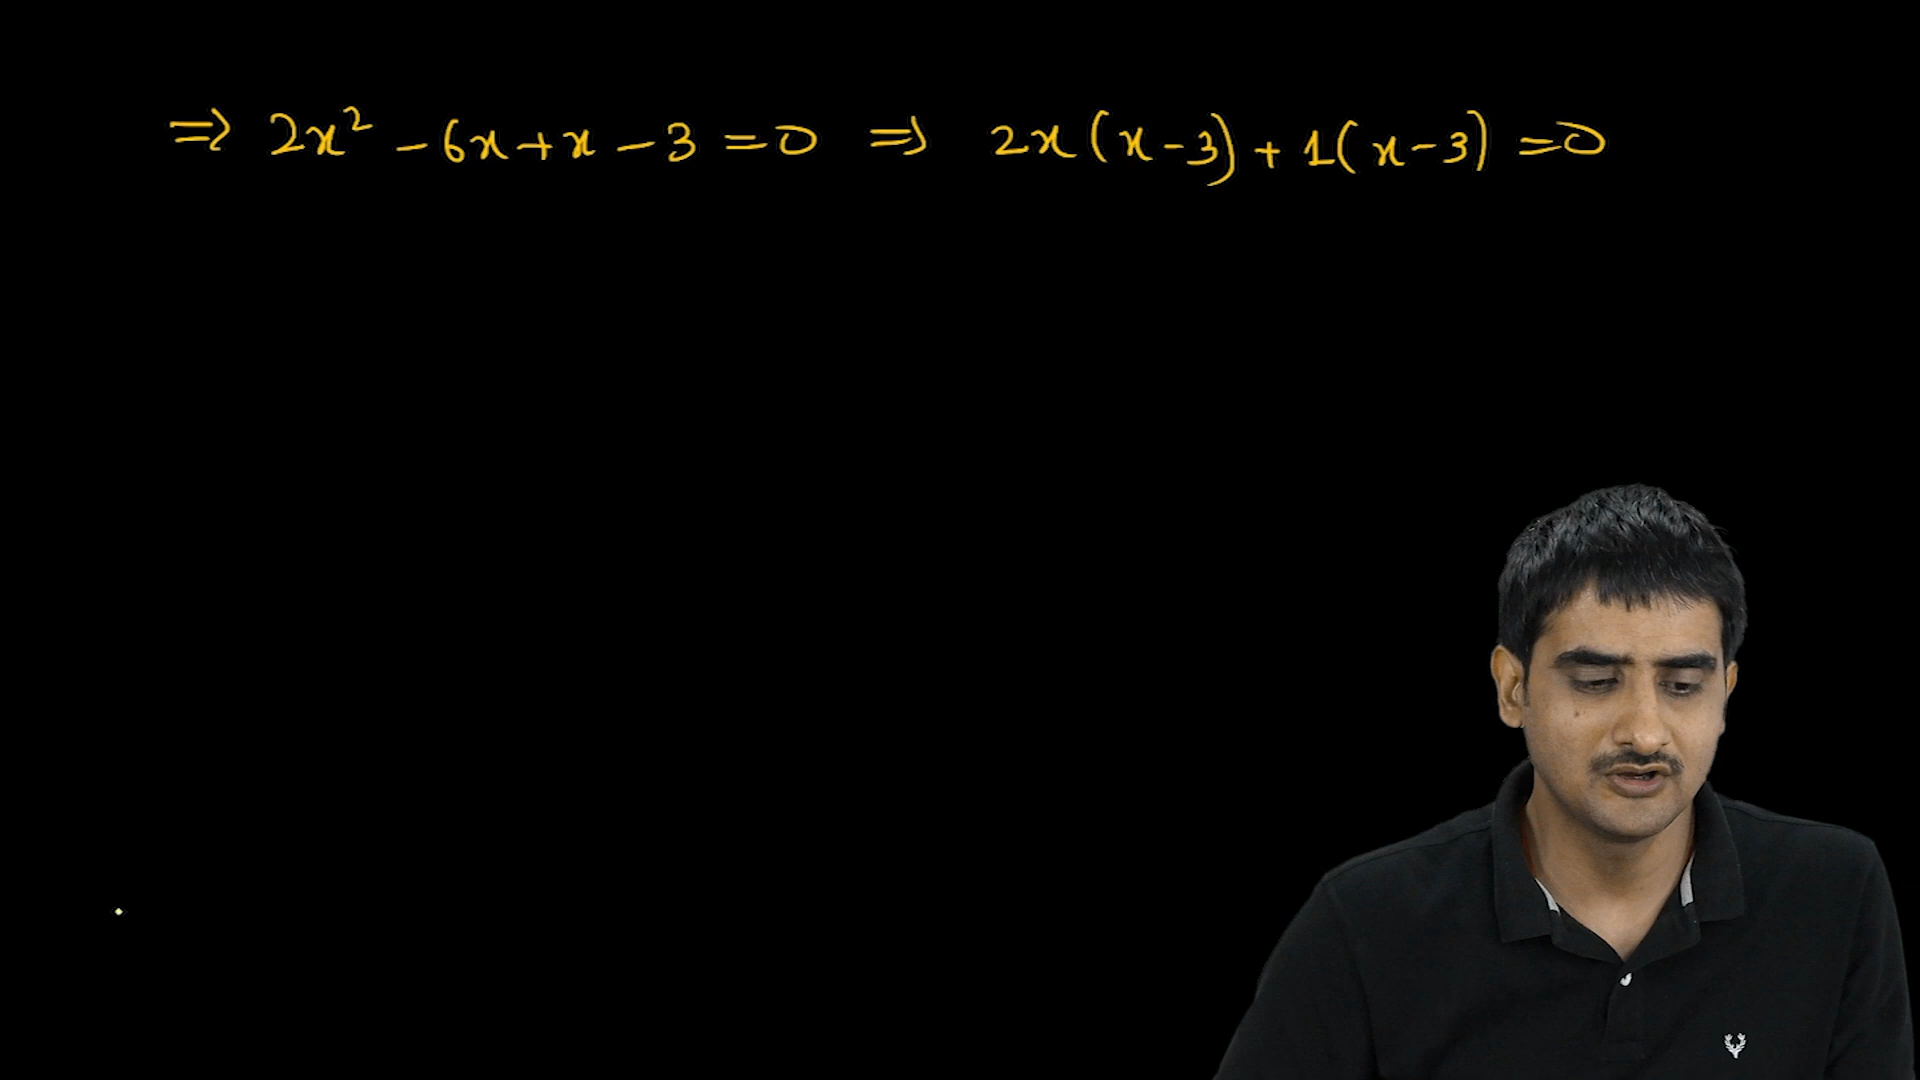 ⇒ 2x² - 6x + x - 3 = 0 ⇒ 2x(x-3) + 1(x-3) = 0